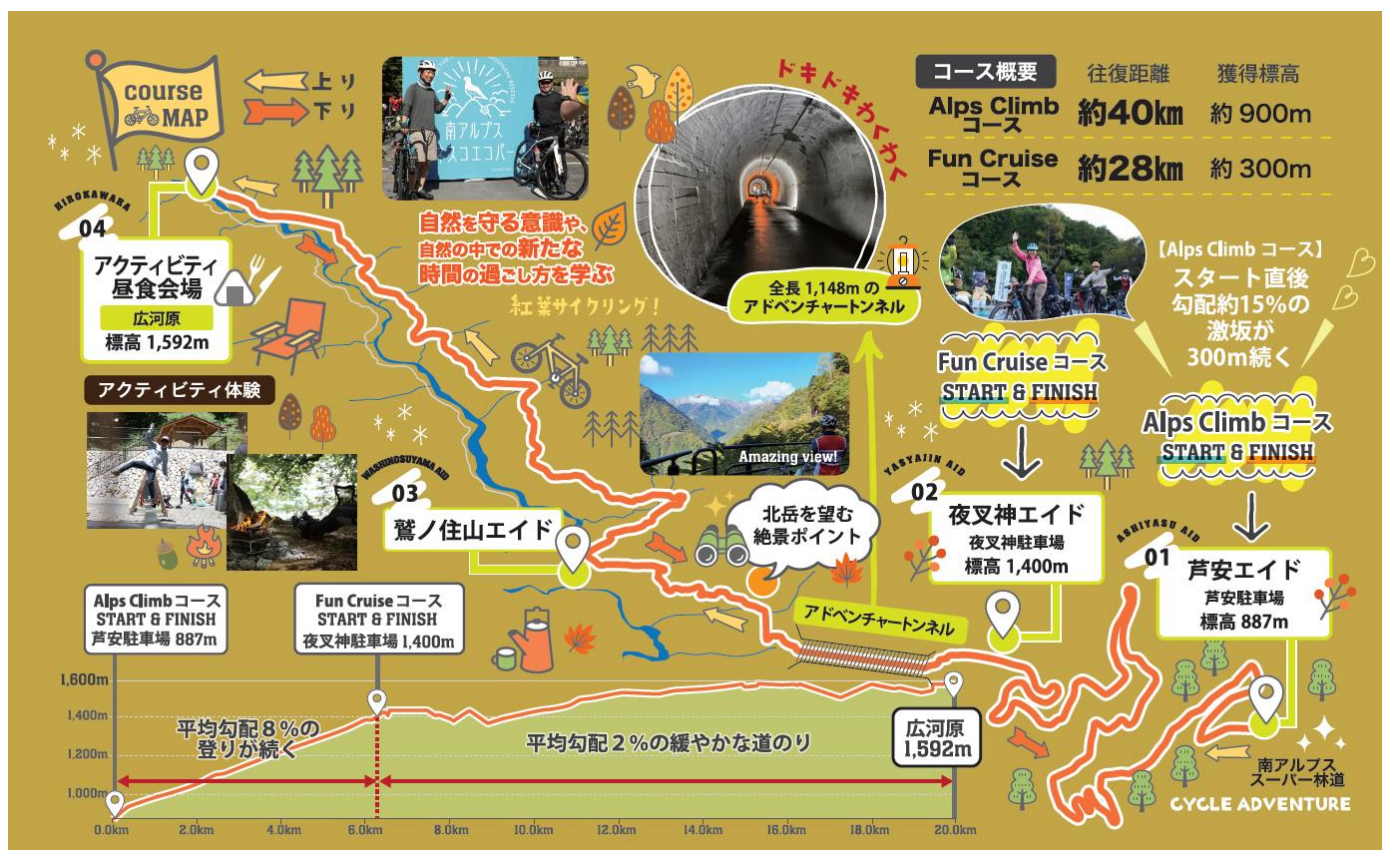 course
MAP
上り
下り
南アルプス
スコエコパー
ドキドキわくわく
コース概要
往復距離
獲得標高
Alps Climb
コース
約40km
約900m
Fun Cruise
コース
約28km
約300m
HIROKAWARA
04
アクティビティ
昼食会場
広河原
標高 1,592m
自然を守る意識や、
自然の中での新たな
時間の過ごし方を学ぶ
紅葉サイクリング!
全長 1,148m の
アドベンチャートンネル
【Alps Climb コース】
スタート直後
勾配約15%の
激坂が
300m続く
Fun Cruise コース
START & FINISH
Alps Climb コース
START & FINISH
アクティビティ体験
Amazing view!
WASHINOSUYAMA AID
03
鷲ノ住山エイド
北岳を望む
絶景ポイント
YASYAJIN AID
02
夜叉神エイド
夜叉神駐車場
標高 1,400m
ASHIYASU AID
01
芦安エイド
芦安駐車場
標高 887m
アドベンチャートンネル
Alps Climb コース
START & FINISH
芦安駐車場 887m
Fun Cruise コース
START & FINISH
夜叉神駐車場 1,400m
1,600m
1,400m
1,200m
1,000m
平均勾配8%の
登りが続く
平均勾配2%の緩やかな道のり
広河原
1,592m
0.0km
2.0km
4.0km
6.0km
8.0km
10.0km
12.0km
14.0km
16.0km
18.0km
20.0km
南アルプス
スーパー林道
CYCLE ADVENTURE